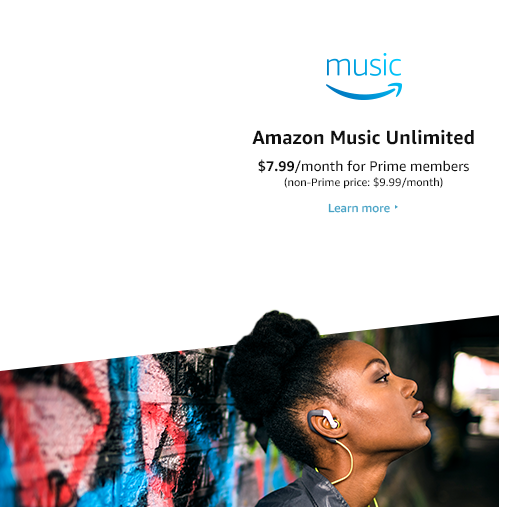 music
Amazon Music Unlimited
$7.99/month for Prime members
(non-Prime price: $9.99/month)
Learn more ‣